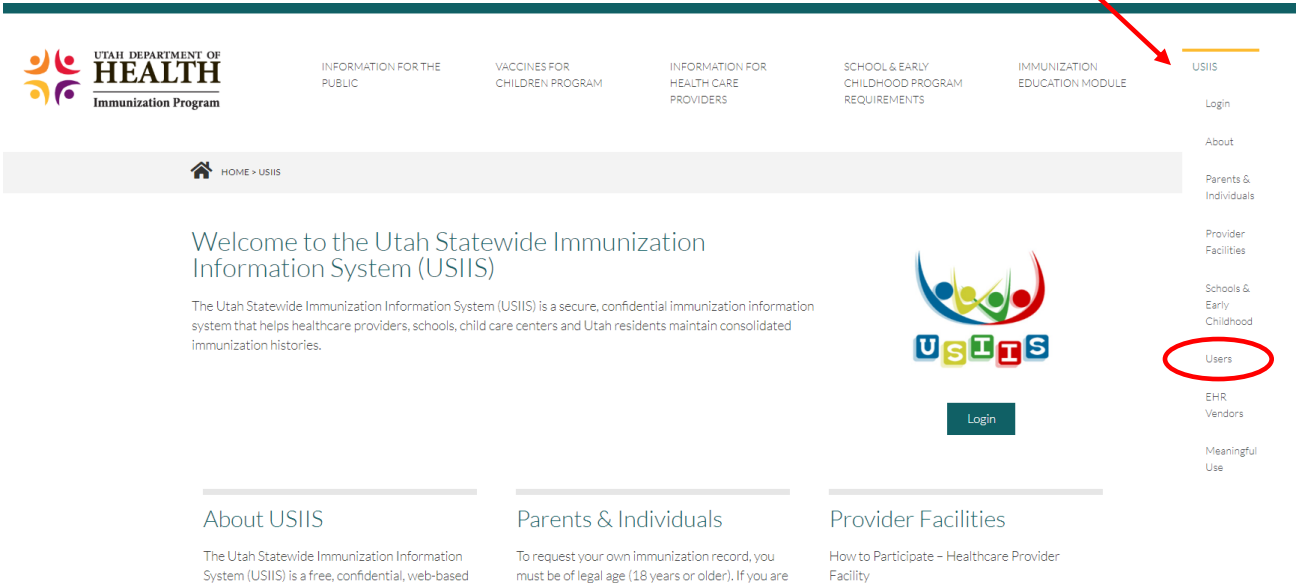 UTAH DEPARTMENT OF
HEALTH
Immunization Program
INFORMATION FOR THE
PUBLIC
VACCINES FOR
CHILDREN PROGRAM
INFORMATION FOR
HEALTH CARE
PROVIDERS
SCHOOL & EARLY
CHILDHOOD PROGRAM
REQUIREMENTS
IMMUNIZATION
EDUCATION MODULE
USIIS
Login
About
Parents &
Individuals
Provider
Facilities
Schools &
Early
Childhood
Users
EHR
Vendors
Meaningful
Use
HOME > USIIS
Welcome to the Utah Statewide Immunization
Information System (USIIS)
The Utah Statewide Immunization Information System (USIIS) is a secure, confidential immunization information
system that helps healthcare providers, schools, child care centers and Utah residents maintain consolidated
immunization histories.
USIIS
Login
About USIIS
The Utah Statewide Immunization Information
System (USIIS) is a free, confidential, web-based
Parents & Individuals
To request your own immunization record, you
must be of legal age (18 years or older). If you are
Provider Facilities
How to Participate – Healthcare Provider
Facility